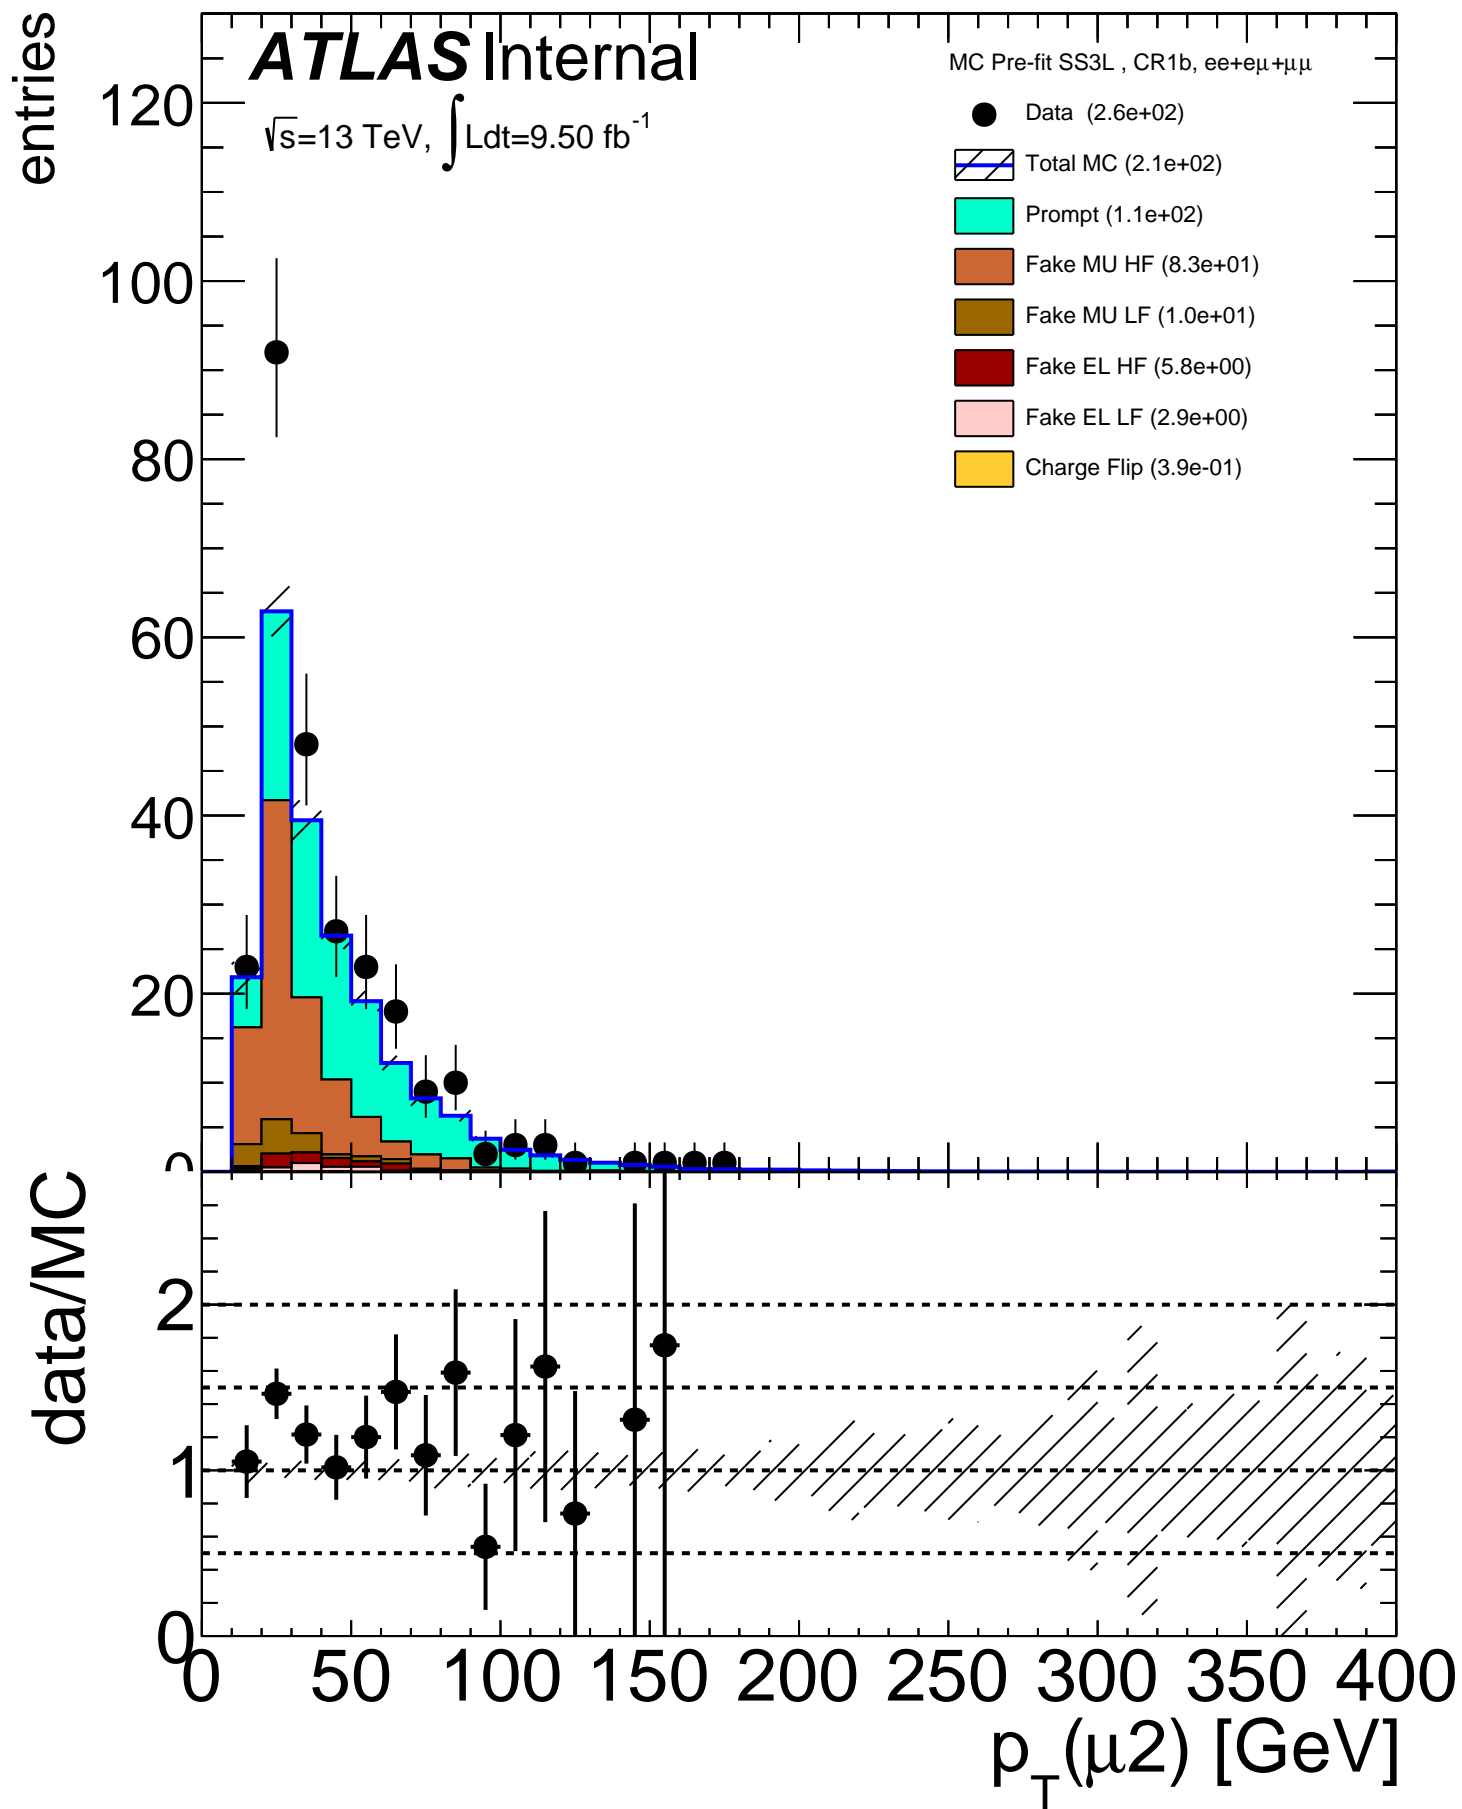 entries
ATLAS Internal
√s=13 TeV, ∫Ldt=9.50 fb⁻¹
MC Pre-fit SS3L , CR1b, ee+eμ+μμ
Data (2.6e+02)
Total MC (2.1e+02)
Prompt (1.1e+02)
Fake MU HF (8.3e+01)
Fake MU LF (1.0e+01)
Fake EL HF (5.8e+00)
Fake EL LF (2.9e+00)
Charge Flip (3.9e-01)
120
100
80
60
40
20
0
data/MC
2
1
0
0 50 100 150 200 250 300 350 400
p_T(μ2) [GeV]